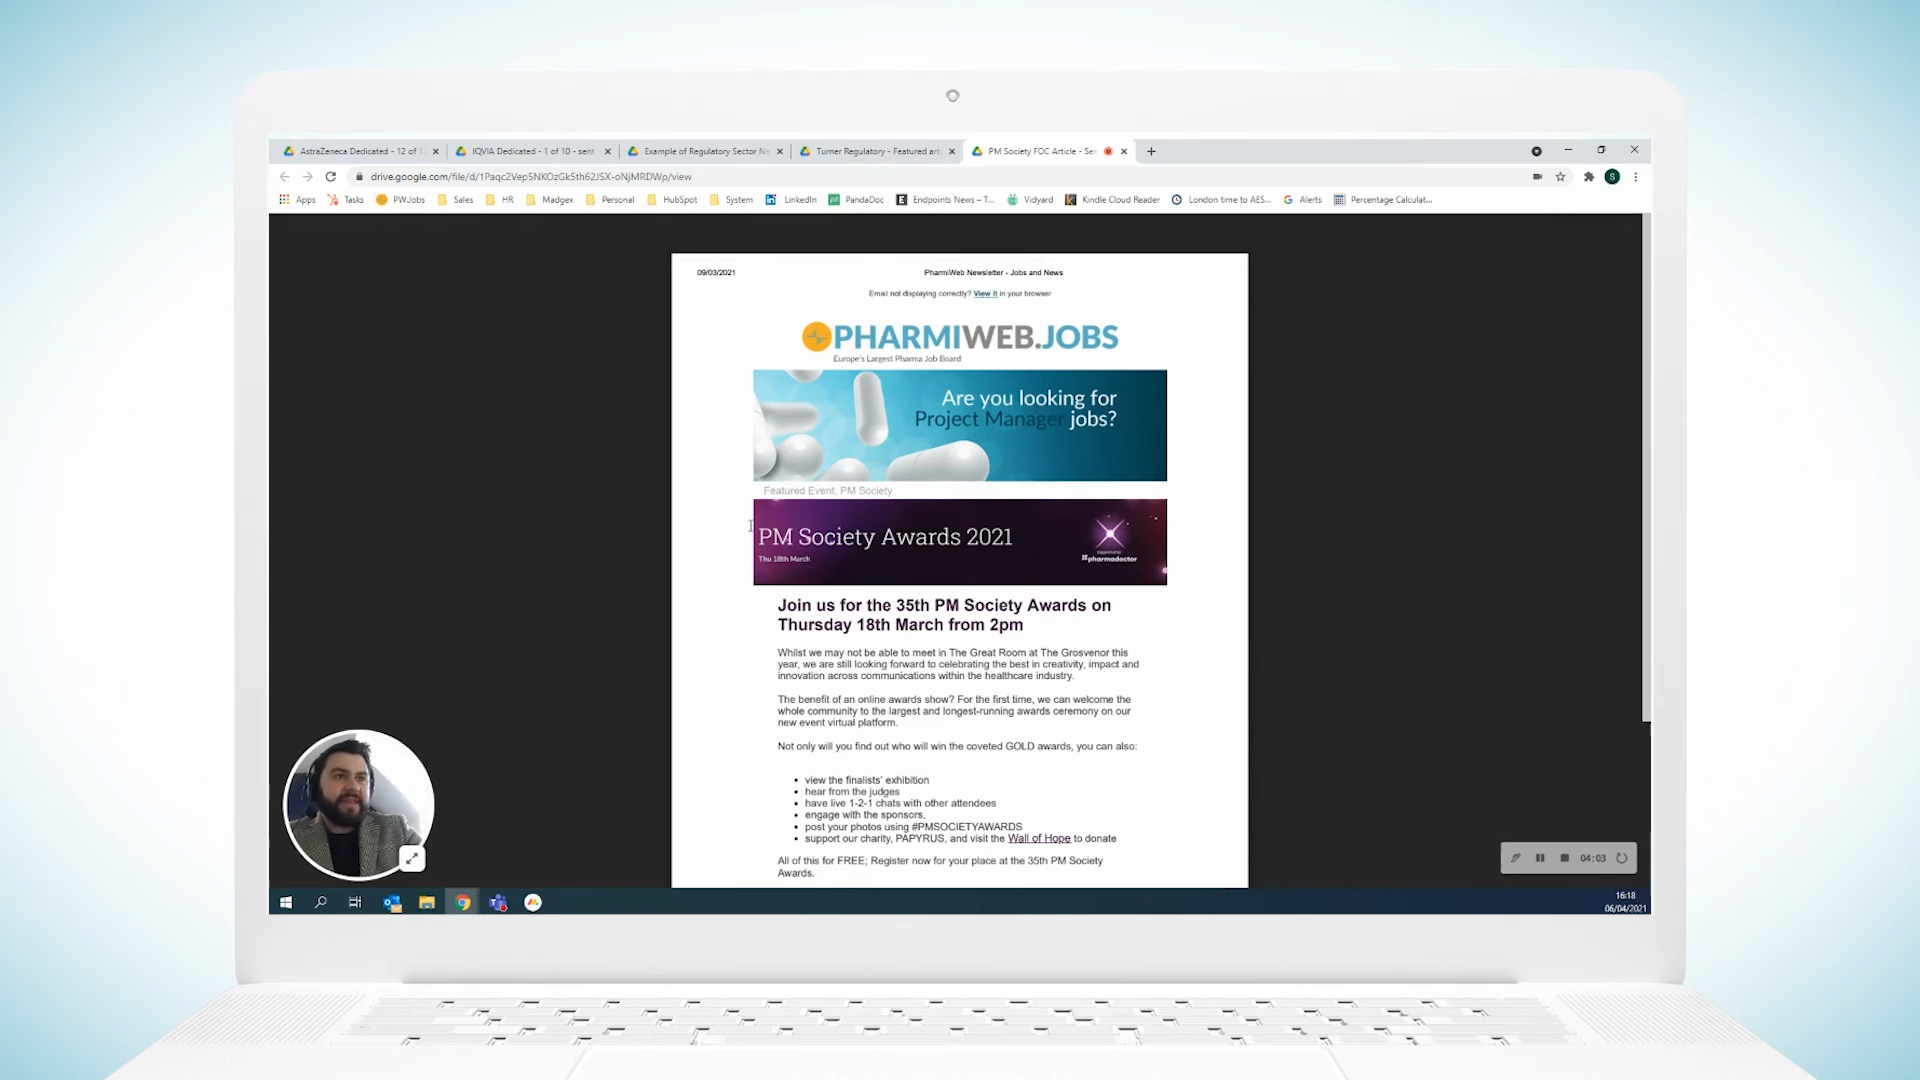 AstraZeneca Dedicated - 12 of
IQVIA Dedicated - 1 of 10 - sent
Example of Regulatory Sector Ne
Turner Regulatory - Featured art
PM Society FOC Article - Sen
drive.google.com/file/d/1Paqc2Vep5NKOzGk5th62JSX-oNjMRDWp/view
S
Apps
Tasks
PWJobs
Sales
HR
Madgex
Personal
HubSpot
System
LinkedIn
PandaDoc
Endpoints News – T...
Vidyard
Kindle Cloud Reader
London time to AES...
Alerts
Percentage Calculat...
09/03/2021
PharmiWeb Newsletter - Jobs and News
Email not displaying correctly? View it in your browser
PHARMIWEB.JOBS
Europe's Largest Pharma Job Board
Are you looking for
Project Manager jobs?
Featured Event: PM Society
PM Society Awards 2021
Thu 18th March
Supported by
pharmadoctor
Join us for the 35th PM Society Awards on
Thursday 18th March from 2pm
Whilst we may not be able to meet in The Great Room at The Grosvenor this
year, we are still looking forward to celebrating the best in creativity, impact and
innovation across communications within the healthcare industry.
The benefit of an online awards show? For the first time, we can welcome the
whole community to the largest and longest-running awards ceremony on our
new event virtual platform.
Not only will you find out who will win the coveted GOLD awards, you can also:
• view the finalists' exhibition
• hear from the judges
• have live 1-2-1 chats with other attendees
• engage with the sponsors,
• post your photos using #PMSOCIETYAWARDS
• support our charity, PAPYRUS, and visit the Wall of Hope to donate
All of this for FREE; Register now for your place at the 35th PM Society
Awards.
04:03
16:18
06/04/2021